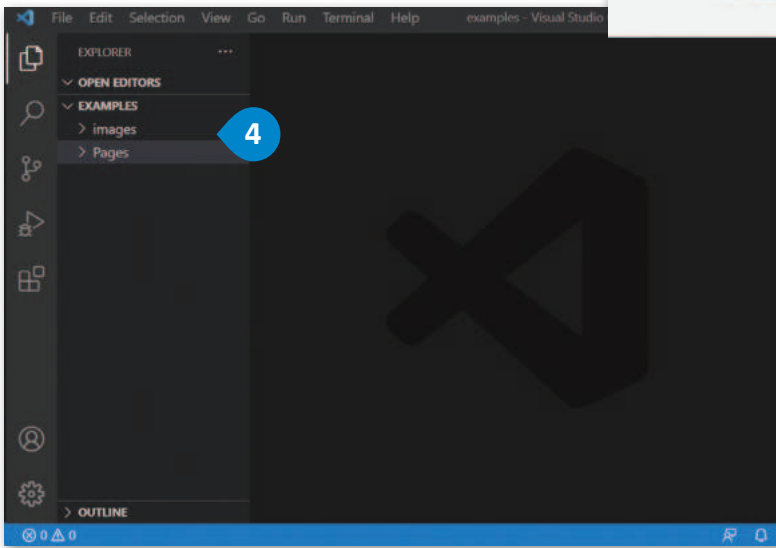 File Edit Selection View Go Run Terminal Help examples - Visual Studio
EXPLORER ...
OPEN EDITORS
EXAMPLES
images
4
Pages
OUTLINE
0 0